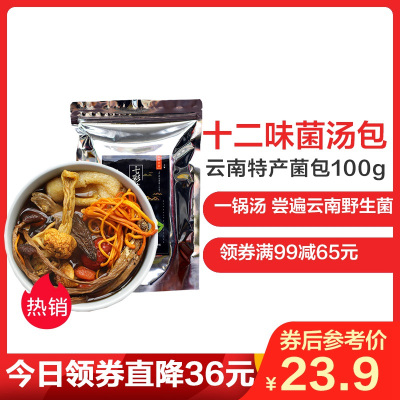 十二味菌汤包
云南特产菌包100g
一锅汤 尝遍云南野生菌
领券满99减65元
热销
券后参考价
今日领券直降36元
¥23.9